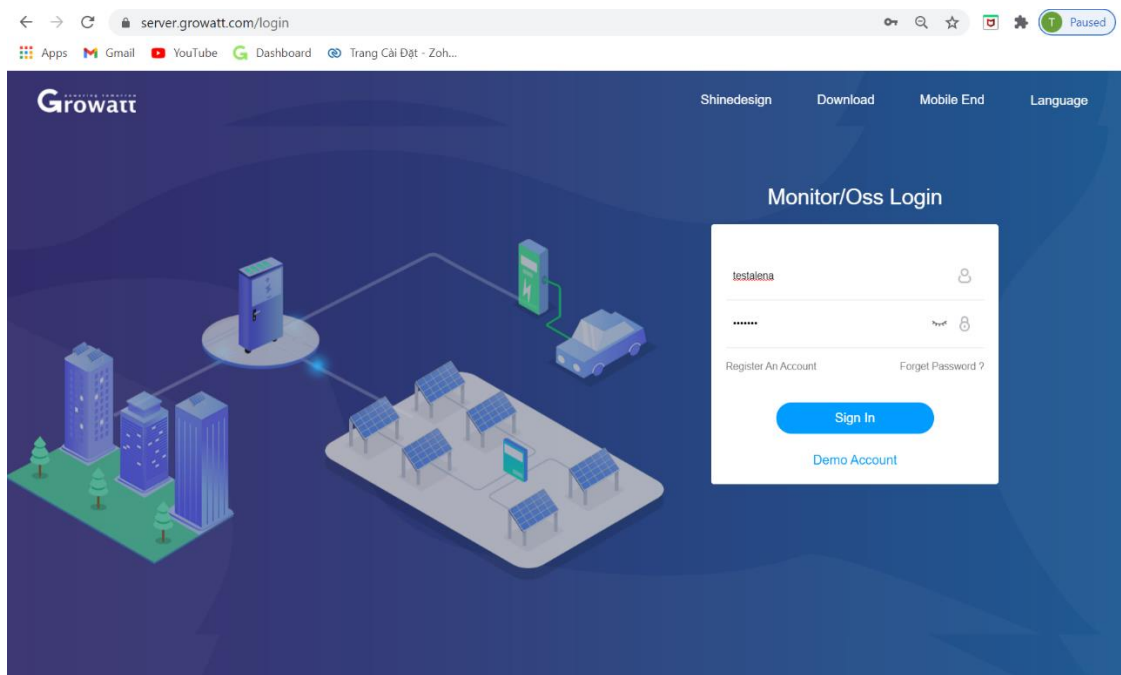 server.growatt.com/login
T Paused
Apps Gmail YouTube Dashboard Trang Cài Đặt - Zoh...
Growatt
Shinedesign Download Mobile End Language
Monitor/Oss Login
testalena
•••••••
Register An Account Forget Password ?
Sign In
Demo Account